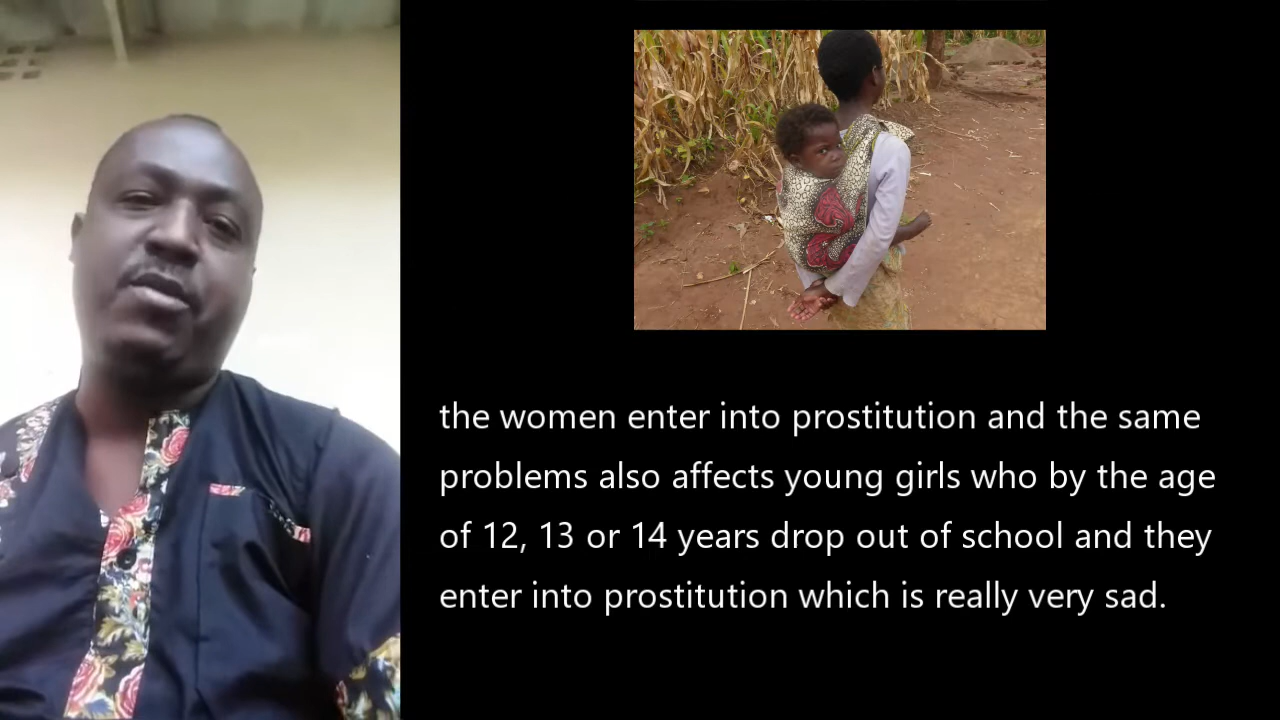 the women enter into prostitution and the same
problems also affects young girls who by the age
of 12, 13 or 14 years drop out of school and they
enter into prostitution which is really very sad.